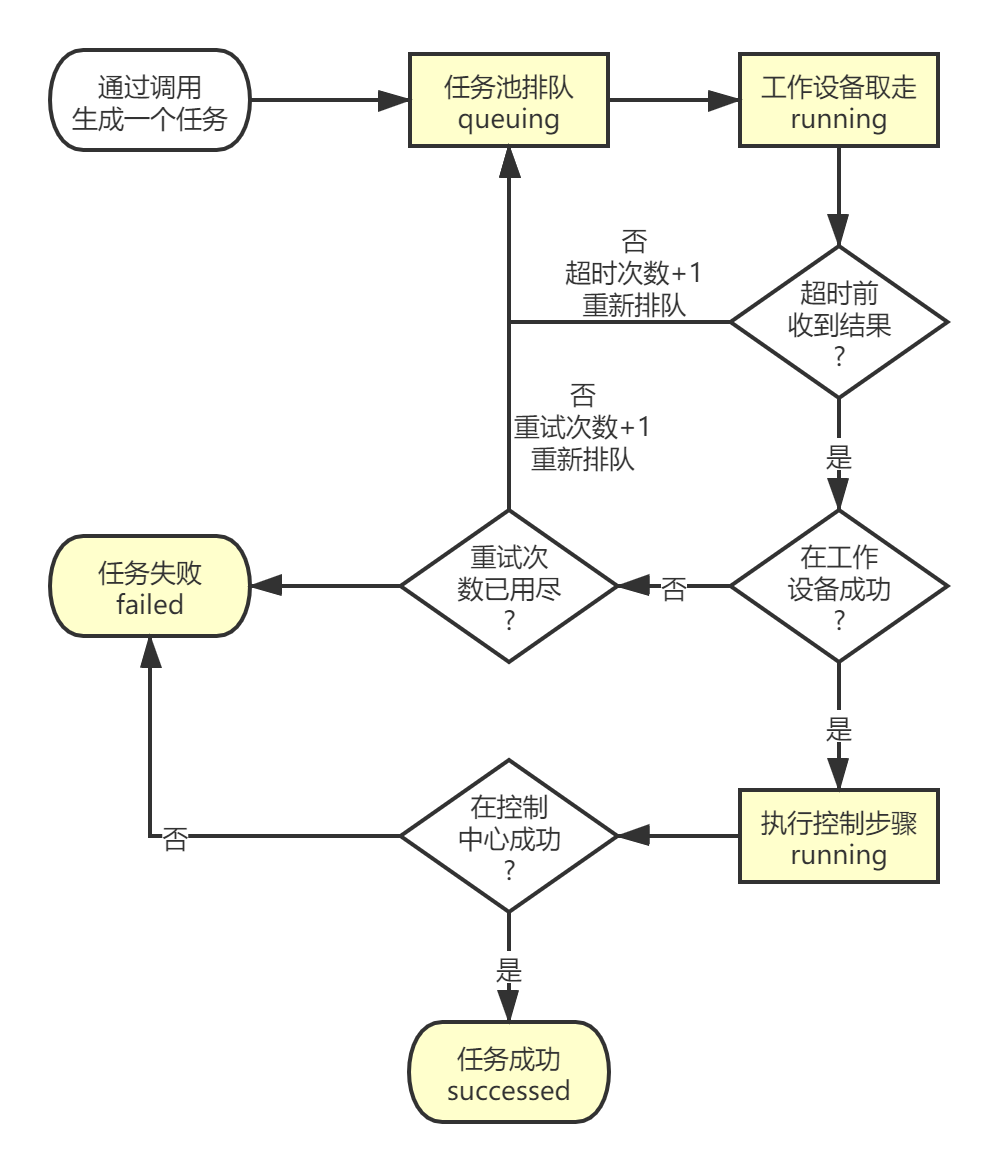 通过调用
生成一个任务
任务池排队
queuing
工作设备取走
running
否
超时次数+1
重新排队
超时前
收到结果
?
否
重试次数+1
重新排队
是
任务失败
failed
重试次
数已用尽
?
否
在工作
设备成功
?
是
在控制
中心成功
?
执行控制步骤
running
否
是
任务成功
successed